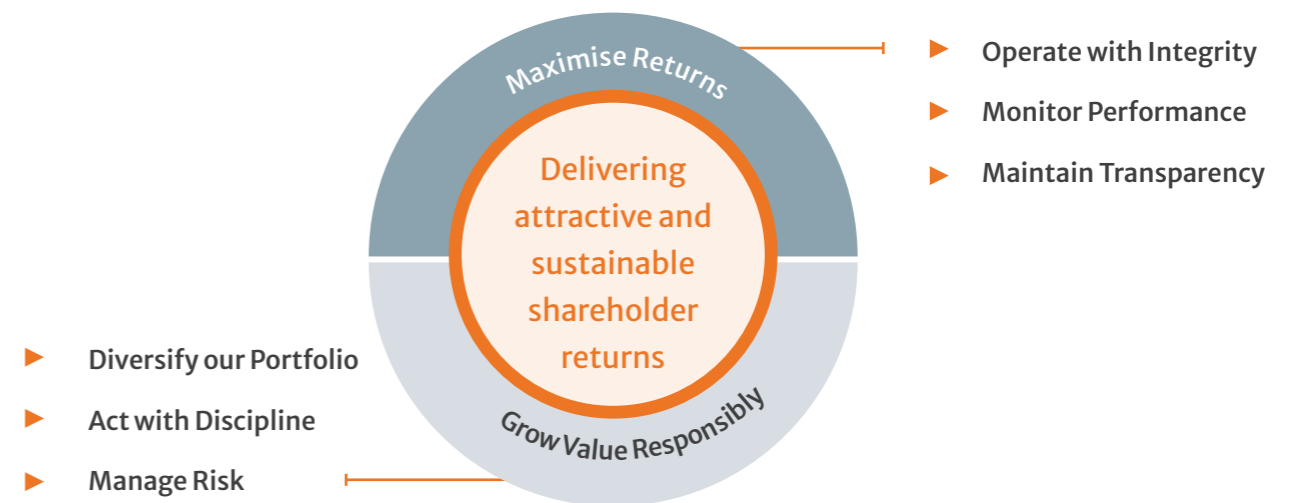 Maximise Returns
Operate with Integrity
Monitor Performance
Maintain Transparency
Delivering
attractive and
sustainable
shareholder
returns
Grow Value Responsibly
Diversify our Portfolio
Act with Discipline
Manage Risk